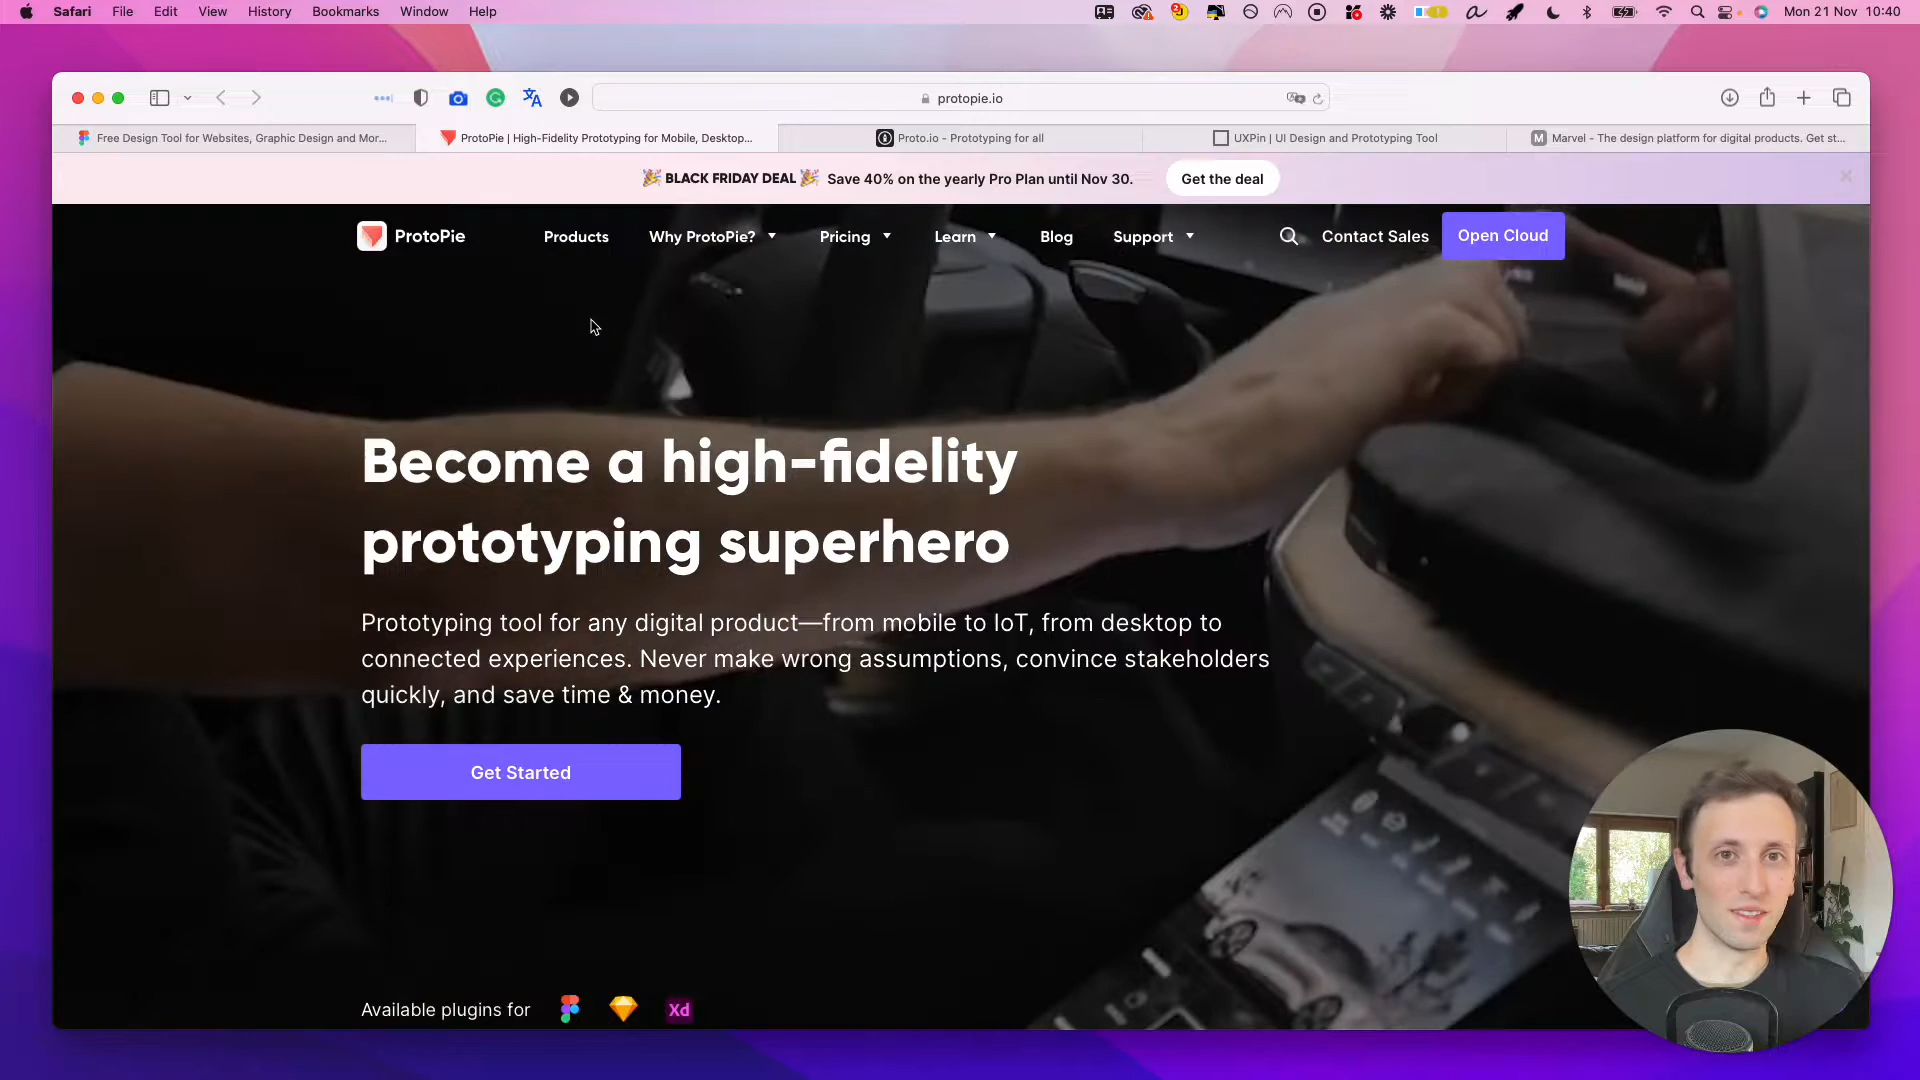 Safari File Edit View History Bookmarks Window Help Mon 21 Nov 10:40
protopie.io
Free Design Tool for Websites, Graphic Design and Mor...
ProtoPie | High-Fidelity Prototyping for Mobile, Desktop...
Proto.io - Prototyping for all
UXPin | UI Design and Prototyping Tool
Marvel - The design platform for digital products. Get st...
BLACK FRIDAY DEAL Save 40% on the yearly Pro Plan until Nov 30. Get the deal
ProtoPie Products Why ProtoPie? Pricing Learn Blog Support Contact Sales Open Cloud
Become a high-fidelity
prototyping superhero
Prototyping tool for any digital product—from mobile to IoT, from desktop to
connected experiences. Never make wrong assumptions, convince stakeholders
quickly, and save time & money.
Get Started
Available plugins for Xd